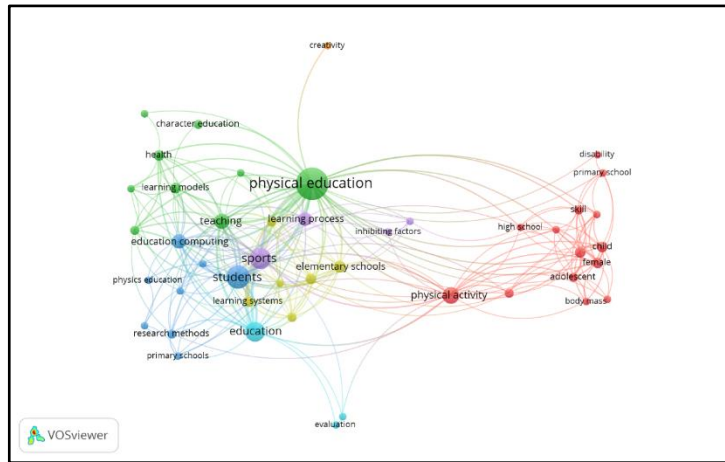 creativity
character education
health
disability
primary school
learning models
physical education
skill
teaching
learning process
high school
inhibiting factors
education computing
child
sports
female
elementary schools
students
adolescent
physics education
physical activity
learning systems
body mass
education
research methods
primary schools
evaluation
VOSviewer